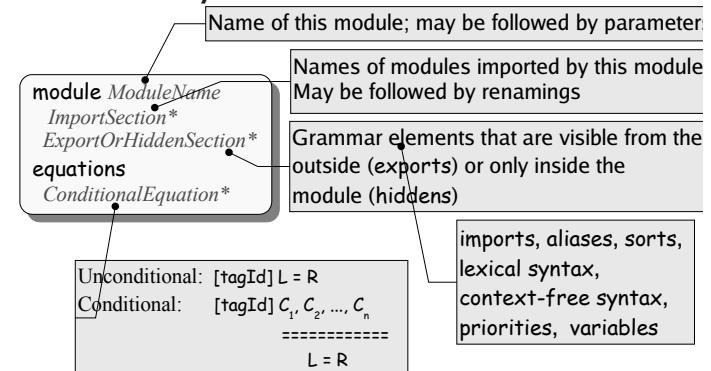 Name of this module; may be followed by parameters
Names of modules imported by this module
May be followed by renamings
module ModuleName
ImportSection*
ExportOrHiddenSection*
equations
ConditionalEquation*
Grammar elements that are visible from the
outside (exports) or only inside the
module (hiddens)
imports, aliases, sorts,
lexical syntax,
context-free syntax,
priorities, variables
Unconditional: [tagId] L = R
Conditional: [tagId] C1, C2, ..., Cn
============
L = R